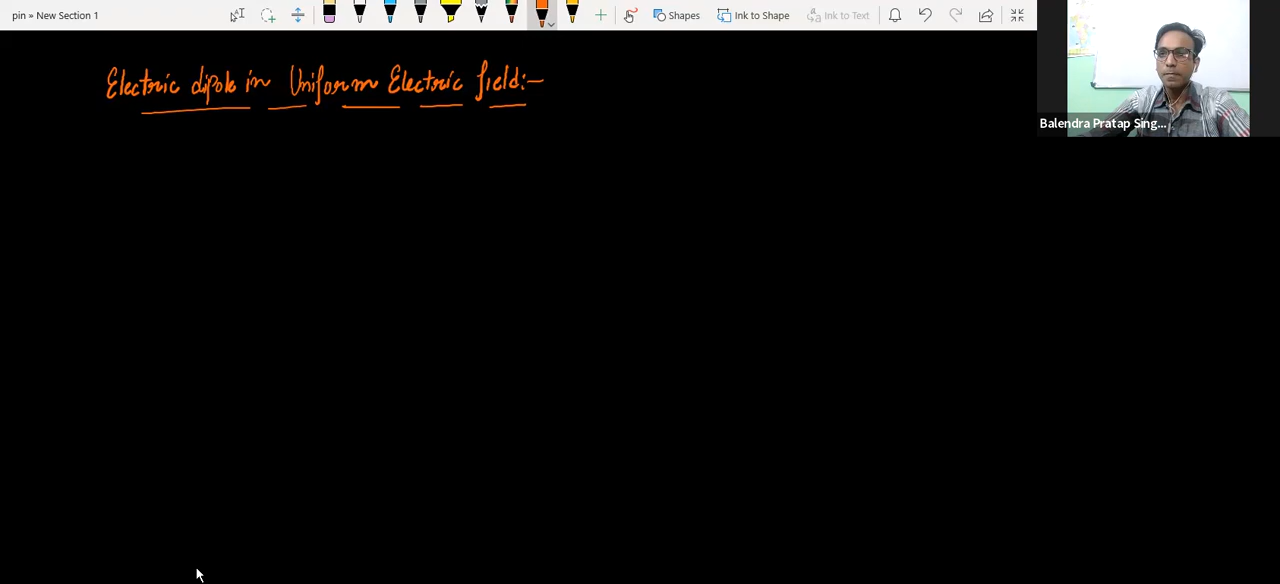 pin » New Section 1
Shapes
Ink to Shape
Ink to Text
Electric dipole in Uniform Electric field:-
Balendra Pratap Sing...